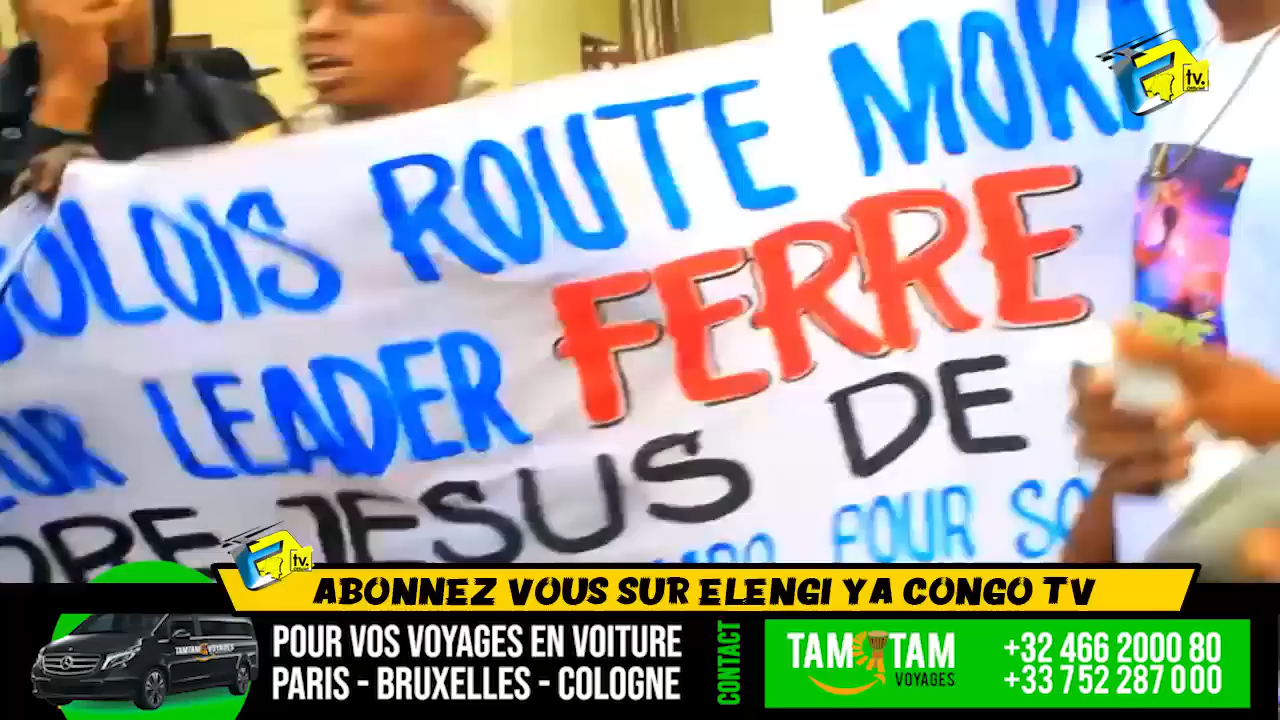 ROUTE MOKA
LEADER FERRE
JESUS DE
POUR SO
tv.
tv.
ABONNEZ VOUS SUR ELENGI YA CONGO TV
POUR VOS VOYAGES EN VOITURE
PARIS - BRUXELLES - COLOGNE
CONTACT
TAMTAM
VOYAGES
+32 466 2000 80
+33 752 287 000